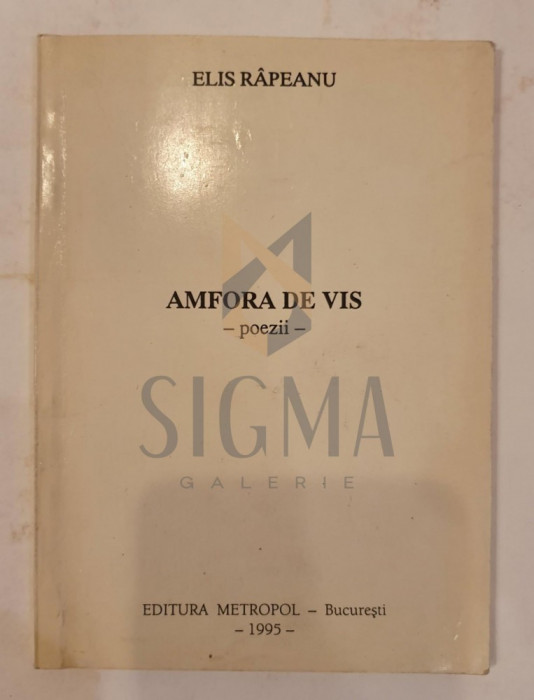 ELIS RÂPEANU
AMFORA DE VIS
– poezii –
SIGMA
GALERIE
EDITURA METROPOL – București
– 1995 –